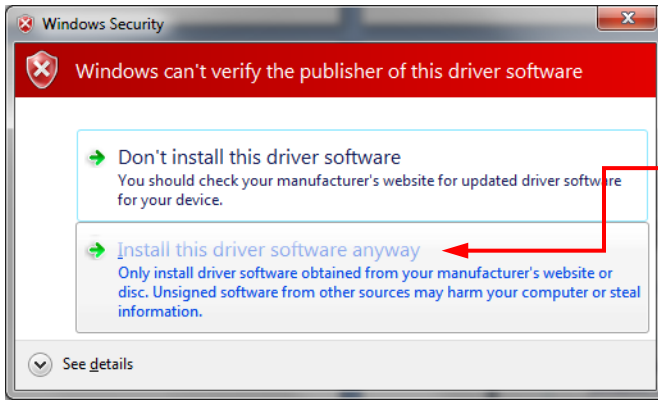 Windows Security
Windows can't verify the publisher of this driver software
Don't install this driver software
You should check your manufacturer's website for updated driver software
for your device.
Install this driver software anyway
Only install driver software obtained from your manufacturer's website or
disc. Unsigned software from other sources may harm your computer or steal
information.
See details